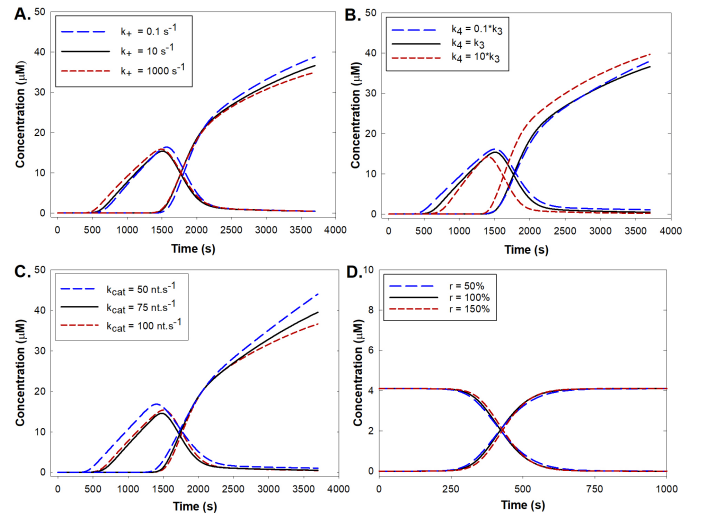 A.
k+ = 0.1 s-1
k+ = 10 s-1
k+ = 1000 s-1
Concentration (μM)
50
40
30
20
10
0
0 500 1000 1500 2000 2500 3000 3500 4000
Time (s)
B.
k4 = 0.1*k3
k4 = k3
k4 = 10*k3
Concentration (μM)
50
40
30
20
10
0
0 500 1000 1500 2000 2500 3000 3500 4000
Time (s)
C.
kcat = 50 nt.s-1
kcat = 75 nt.s-1
kcat = 100 nt.s-1
Concentration (μM)
50
40
30
20
10
0
0 500 1000 1500 2000 2500 3000 3500 4000
Time (s)
D.
r = 50%
r = 100%
r = 150%
Concentration (μM)
10
8
6
4
2
0
0 250 500 750 1000
Time (s)